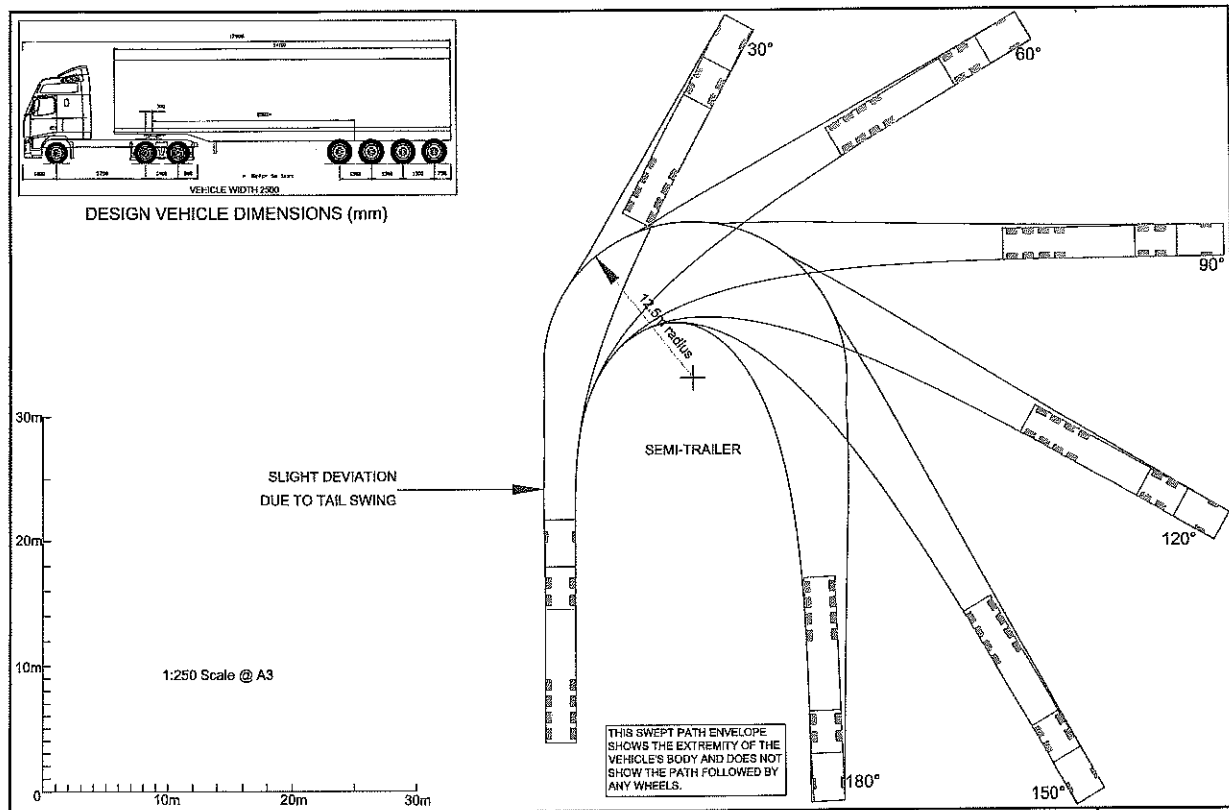 VEHICLE WIDTH 2500
DESIGN VEHICLE DIMENSIONS (mm)
30°
60°
90°
12.5m radius
SEMI-TRAILER
SLIGHT DEVIATION
DUE TO TAIL SWING
30m
20m
10m
0
10m
20m
30m
1:250 Scale @ A3
120°
THIS SWEPT PATH ENVELOPE
SHOWS THE EXTREMITY OF THE
VEHICLE'S BODY AND DOES NOT
SHOW THE PATH FOLLOWED BY
ANY WHEELS.
180°
150°